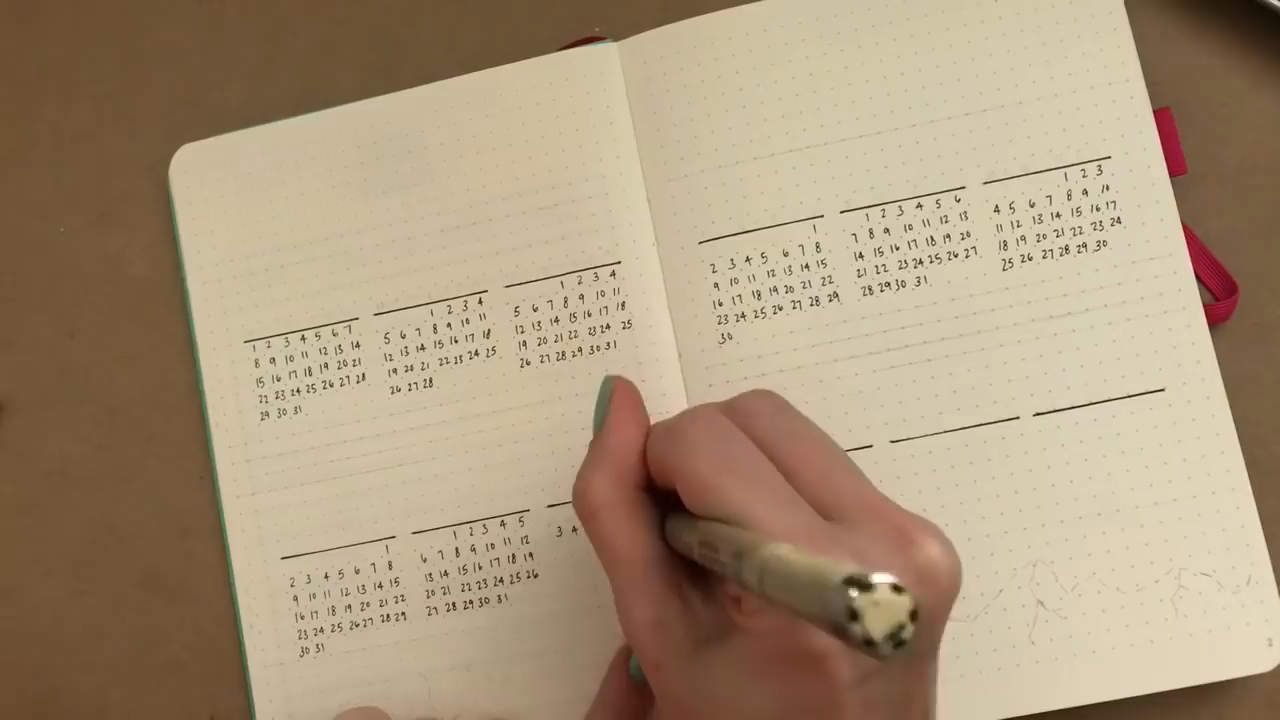 1 2 3 4 5 6 7
8 9 10 11 12 13 14
15 16 17 18 19 20 21
22 23 24 25 26 27 28
29 30 31
1 2 3 4
5 6 7 8 9 10 11
12 13 14 15 16 17 18
19 20 21 22 23 24 25
26 27 28
1 2 3 4
5 6 7 8 9 10 11
12 13 14 15 16 17 18
19 20 21 22 23 24 25
26 27 28 29 30 31
1
2 3 4 5 6 7 8
9 10 11 12 13 14 15
16 17 18 19 20 21 22
23 24 25 26 27 28 29
30 31
1 2 3 4 5
6 7 8 9 10 11 12
13 14 15 16 17 18 19
20 21 22 23 24 25 26
27 28 29 30 31
3 4
1
2 3 4 5 6 7 8
9 10 11 12 13 14 15
16 17 18 19 20 21 22
23 24 25 26 27 28 29
30
1 2 3 4 5 6
7 8 9 10 11 12 13
14 15 16 17 18 19 20
21 22 23 24 25 26 27
28 29 30 31
1 2 3
4 5 6 7 8 9 10
11 12 13 14 15 16 17
18 19 20 21 22 23 24
25 26 27 28 29 30